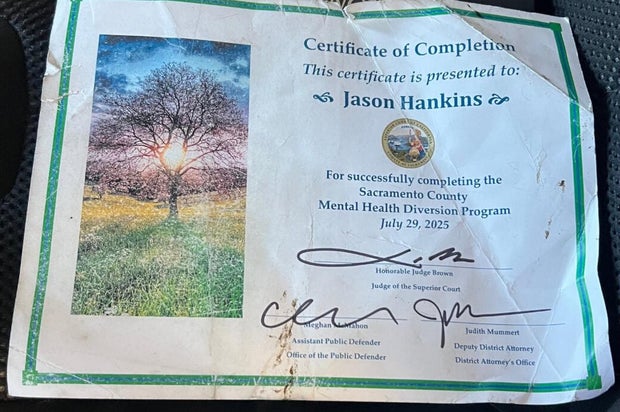 Certificate of Completion
This certificate is presented to:
Jason Hankins
For successfully completing the
Sacramento County
Mental Health Diversion Program
July 29, 2025
Honorable Judge Brown
Judge of the Superior Court
Meghan McMahon
Assistant Public Defender
Office of the Public Defender
Judith Mummert
Deputy District Attorney
District Attorney's Office